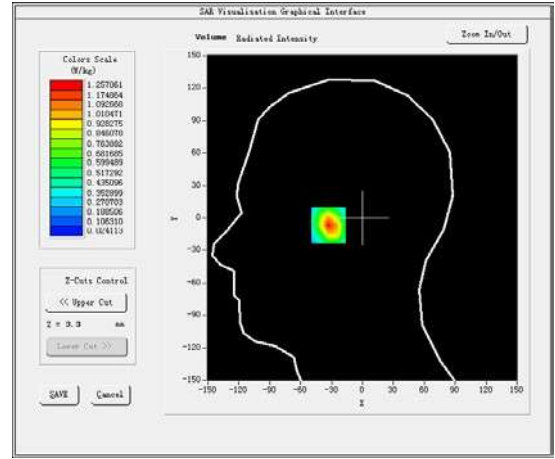 SAR Visualisation Graphical Interface
Volume Radiated Intensity
Zoom In/Out
Colors Scale
(W/kg)
1.257061
1.174864
1.092668
1.010471
0.928275
0.846078
0.763882
0.681685
0.599489
0.517292
0.435096
0.352899
0.270703
0.188506
0.106310
0.024113
150
120
90
60
30
0
-30
-60
-90
-120
-150
Y
-150 -120 -90 -60 -30 0 30 60 90 120 150
X
Z-Cuts Control
<< Upper Cut
Z = 3.0 mm
Lower Cut >>
SAVE Cancel